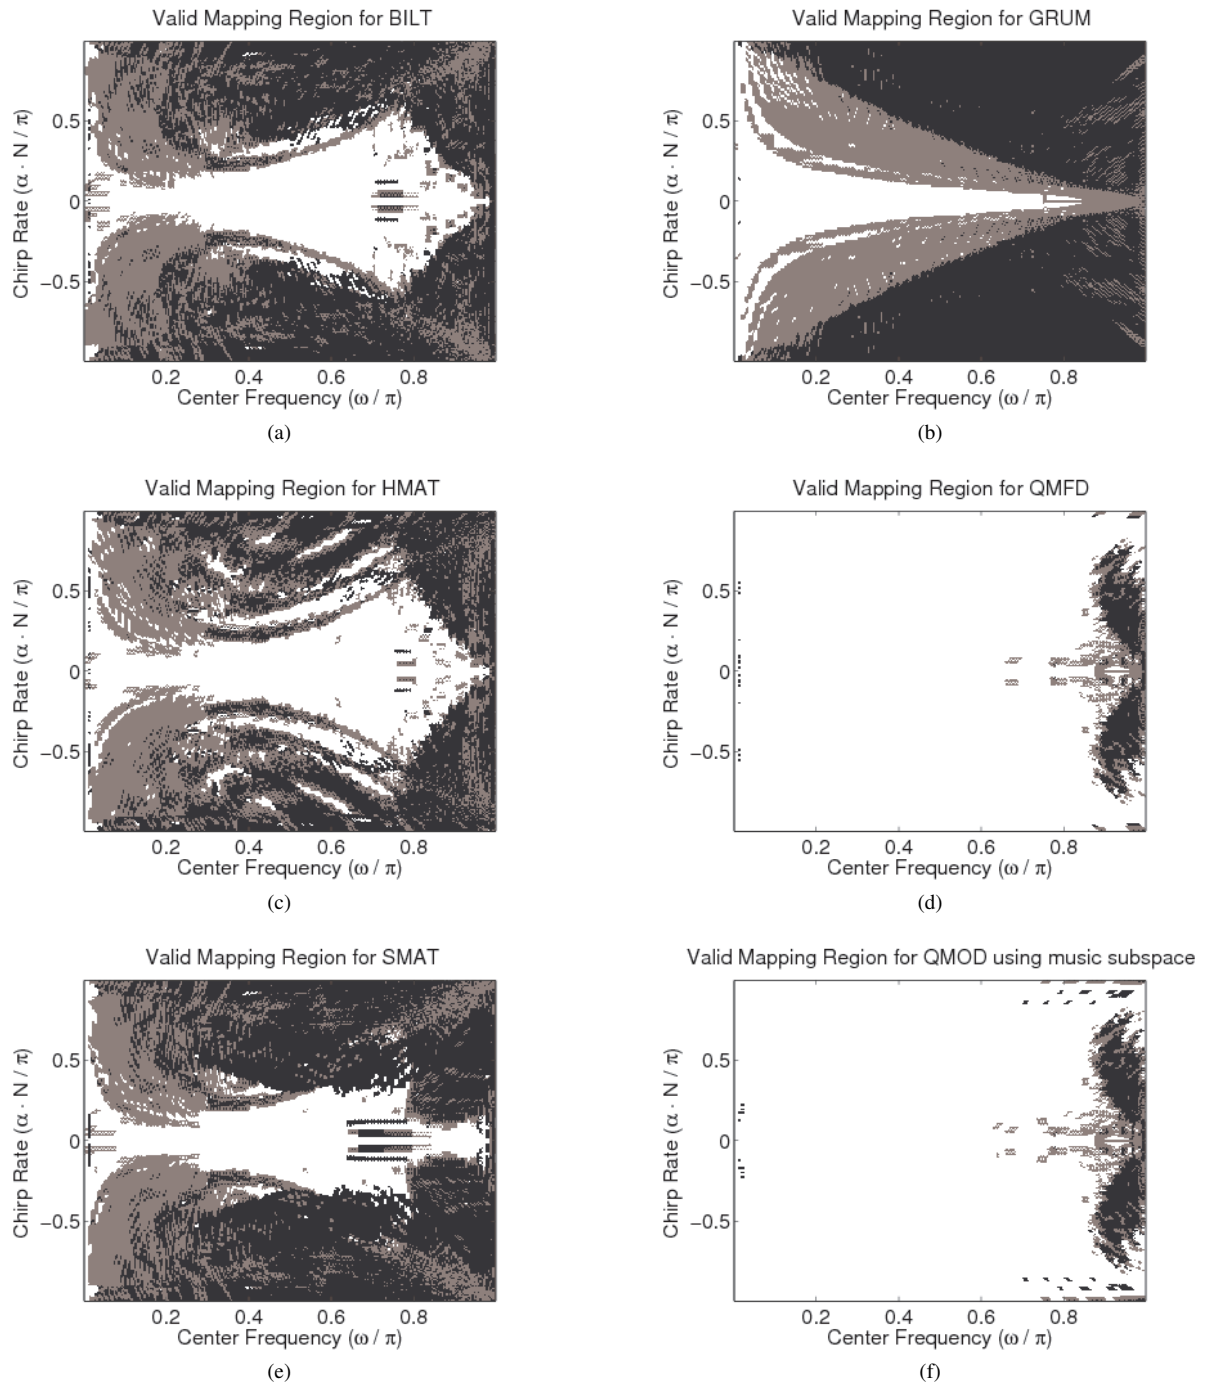 Valid Mapping Region for BILT
Chirp Rate (α · N / π)
0.5
0
−0.5
0.2 0.4 0.6 0.8
Center Frequency (ω / π)
(a)
Valid Mapping Region for GRUM
Chirp Rate (α · N / π)
0.5
0
−0.5
0.2 0.4 0.6 0.8
Center Frequency (ω / π)
(b)
Valid Mapping Region for HMAT
Chirp Rate (α · N / π)
0.5
0
−0.5
0.2 0.4 0.6 0.8
Center Frequency (ω / π)
(c)
Valid Mapping Region for QMFD
Chirp Rate (α · N / π)
0.5
0
−0.5
0.2 0.4 0.6 0.8
Center Frequency (ω / π)
(d)
Valid Mapping Region for SMAT
Chirp Rate (α · N / π)
0.5
0
−0.5
0.2 0.4 0.6 0.8
Center Frequency (ω / π)
(e)
Valid Mapping Region for QMOD using music subspace
Chirp Rate (α · N / π)
0.5
0
−0.5
0.2 0.4 0.6 0.8
Center Frequency (ω / π)
(f)